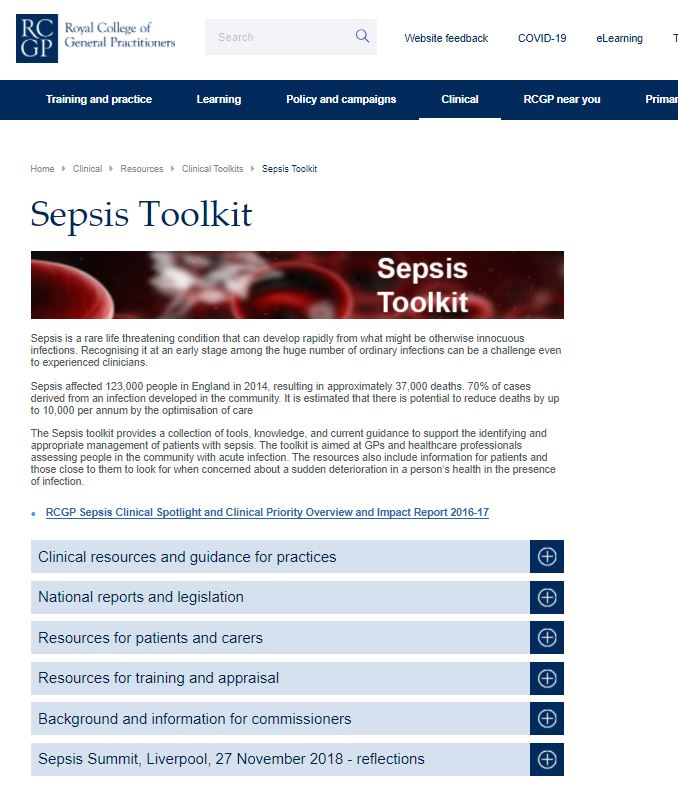 RC
GP
Royal College of
General Practitioners
Search
Website feedback
COVID-19
eLearning
T
Training and practice
Learning
Policy and campaigns
Clinical
RCGP near you
Primar
Home
Clinical
Resources
Clinical Toolkits
Sepsis Toolkit
Sepsis Toolkit
Sepsis
Toolkit
Sepsis is a rare life threatening condition that can develop rapidly from what might be otherwise innocuous
infections. Recognising it at an early stage among the huge number of ordinary infections can be a challenge even
to experienced clinicians.
Sepsis affected 123,000 people in England in 2014, resulting in approximately 37,000 deaths. 70% of cases
derived from an infection developed in the community. It is estimated that there is potential to reduce deaths by up
to 10,000 per annum by the optimisation of care
The Sepsis toolkit provides a collection of tools, knowledge, and current guidance to support the identifying and
appropriate management of patients with sepsis. The toolkit is aimed at GPs and healthcare professionals
assessing people in the community with acute infection. The resources also include information for patients and
those close to them to look for when concerned about a sudden deterioration in a person's health in the presence
of infection.
RCGP Sepsis Clinical Spotlight and Clinical Priority Overview and Impact Report 2016-17
Clinical resources and guidance for practices
National reports and legislation
Resources for patients and carers
Resources for training and appraisal
Background and information for commissioners
Sepsis Summit, Liverpool, 27 November 2018 - reflections